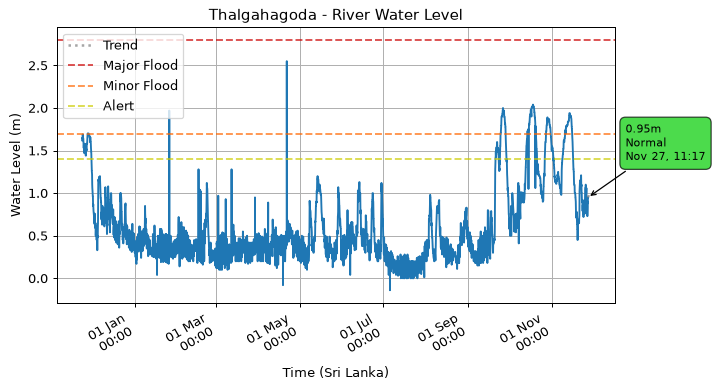 Thalgahagoda - River Water Level
Trend
Major Flood
Minor Flood
Alert
0.95m
Normal
Nov 27, 11:17
Water Level (m)
2.5
2.0
1.5
1.0
0.5
0.0
01 Jan
00:00
01 Mar
00:00
01 May
00:00
01 Jul
00:00
01 Sep
00:00
01 Nov
00:00
Time (Sri Lanka)